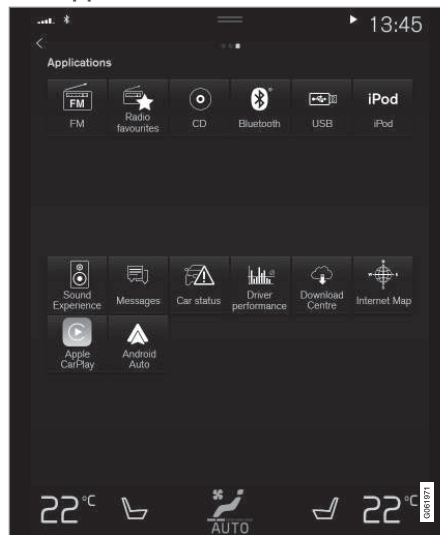 13:45
Applications
FM
FM
Radio
favourites
CD
Bluetooth
USB
iPod
iPod
Sound
Experience
Messages
Car status
Driver
performance
Download
Centre
Internet Map
Apple
CarPlay
Android
Auto
22°C
AUTO
22°C
G061971